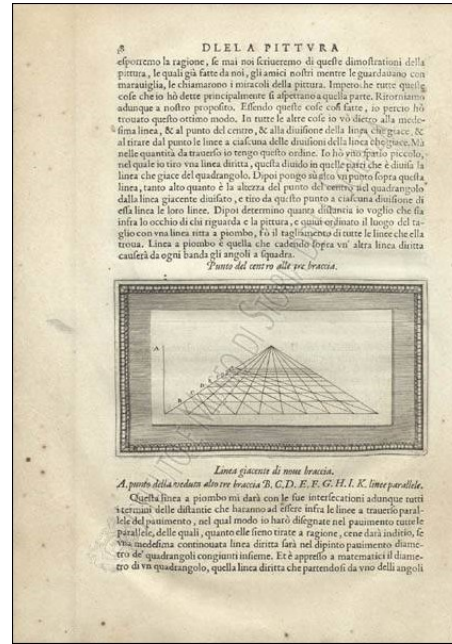 DLELA PITTVRA
esporremo la ragione, se mai noi scriueremo di queste dimostrationi della
pittura, le quali già fatte da noi, gli amici nostri mentre le guardauano con
marauiglia, le chiamauano i miracoli della pittura. Imperoche tutte quelle
cose che io hò dette principalmente si aspettano a quella parte. Ritorniamo
adunque a nostro proposito. Essendo queste cose cosi fatte, io perciò hò
trouato questo ottimo modo. In tutte le altre cose io vò dietro alla mede-
sima linea, & al punto del centro, & alla diuisione della linea che giace, &
al tirare dal punto le linee a ciascuna delle diuisioni della linea che giace. Mà
nelle quantità da trauerso io tengo questo ordine. Io hò vno spatio piccolo,
nel quale io tiro vna linea diritta, questa diuido in quelle parti che è diuisa la
linea che giace del quadrangolo. Dipoi pongo sù alto vn punto sopra questa
linea, tanto alto quanto è la altezza del punto del centro nel quadrangolo
dalla linea giacente diuisato, e tiro da questo punto a ciascuna diuisione di
essa linea le loro linee. Dipoi determino quanta distantia io voglio che sia
infra lo occhio di chi riguarda e la pittura, e quiui ordinato il luogo del ta-
glio con vna linea ritta a piombo, fò il tagliamento di tutte le linee che ella
troua. Linea a piombo è quella che cadendo sopra vn' altra linea diritta
causerà da ogni banda gli angoli a squadra.
Punto del centro alle tre braccia.
A
B C D E
Linea giacente di noue braccia.
A. punto della veduta alto tre braccia B. C. D. E. F. G. H. I. K. linee parallele.
Questa linea a piombo mi darà con le sue intersecationi adunque tutti
i termini delle distantie che haranno ad essere infra le linee a trauerso paral-
lele del pauimento, nel qual modo io harò disegnate nel pauimento tutte le
parallele, delle quali, quanto elle sieno tirate a ragione, cene darà inditio, se
vna medesima continouata linea diritta sarà nel dipinto pauimento diame-
tro de' quadrangoli congiunti insieme. Et è appresso a matematici il diame-
tro di vn quadrangolo, quella linea diritta che partendosi da vno delli angoli